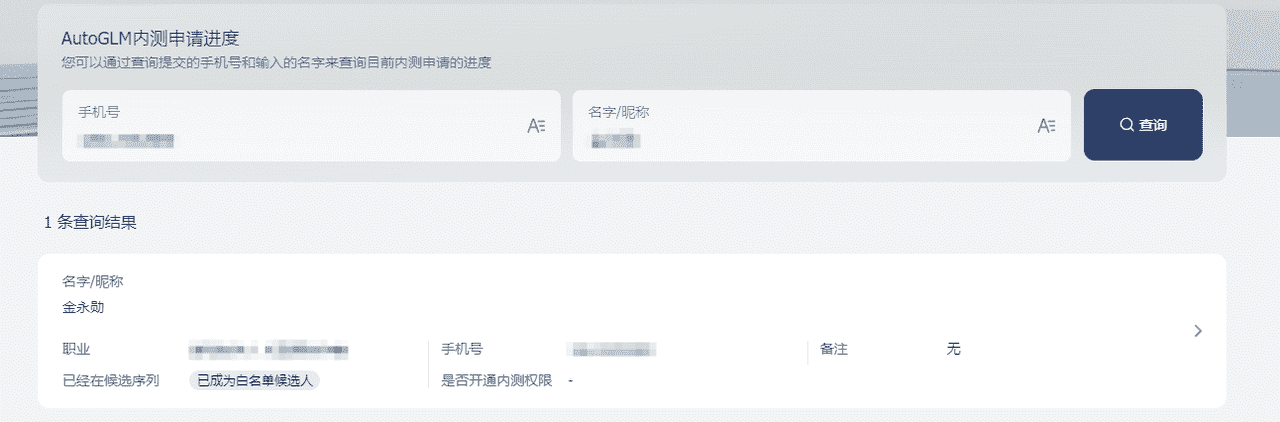 AutoGLM内测申请进度
您可以通过查询提交的手机号和输入的名字来查询目前内测申请的进度
手机号
名字/昵称
查询
1 条查询结果
名字/昵称
金永勋
职业
手机号
备注 无
已经在候选序列 已成为白名单候选人
是否开通内测权限 -